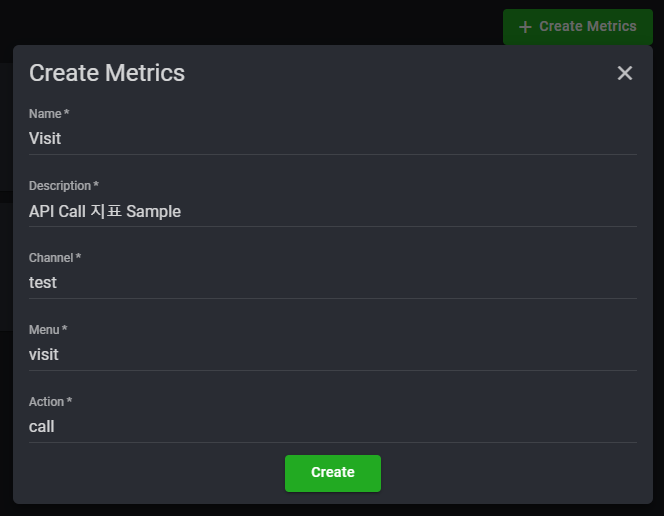 + Create Metrics
Create Metrics
Name *
Visit
Description *
API Call 지표 Sample
Channel *
test
Menu *
visit
Action *
call
Create